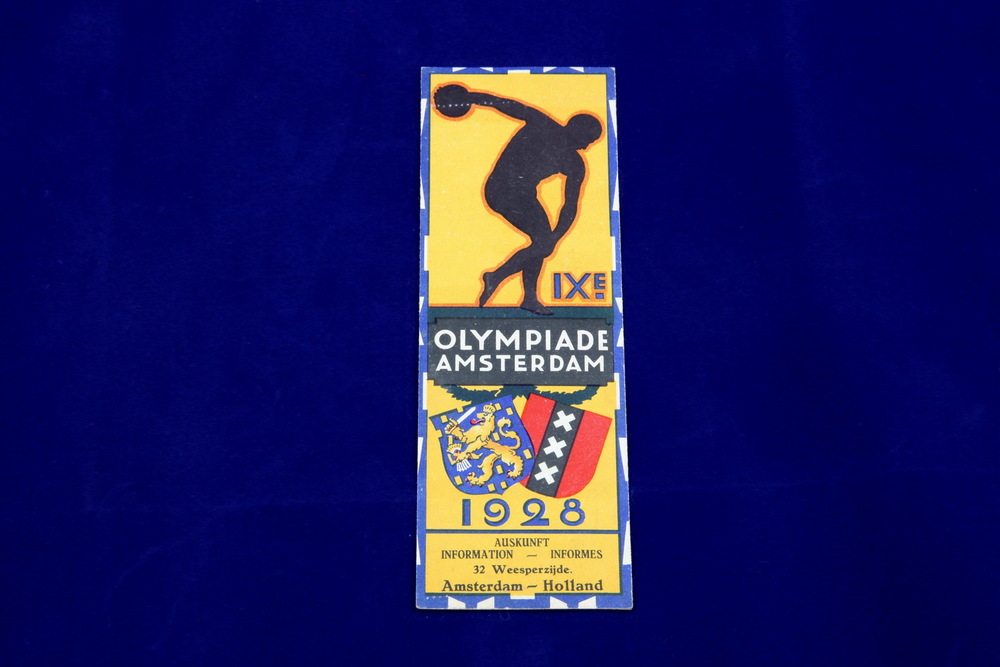 IXE.
OLYMPIADE
AMSTERDAM
1928
AUSKUNFT
INFORMATION — INFORMES
32 Weesperzijde.
Amsterdam – Holland